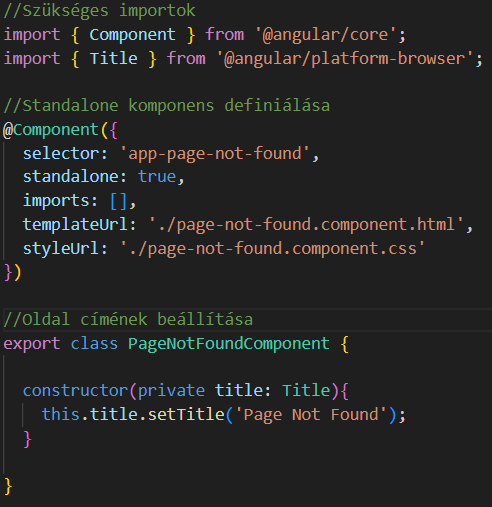 //Szükséges importok
import { Component } from '@angular/core';
import { Title } from '@angular/platform-browser';
//Standalone komponens definiálása
@Component({
selector: 'app-page-not-found',
standalone: true,
imports: [],
templateUrl: './page-not-found.component.html',
styleUrl: './page-not-found.component.css'
})
//Oldal címének beállítása
export class PageNotFoundComponent {
constructor(private title: Title){
this.title.setTitle('Page Not Found');
}
}